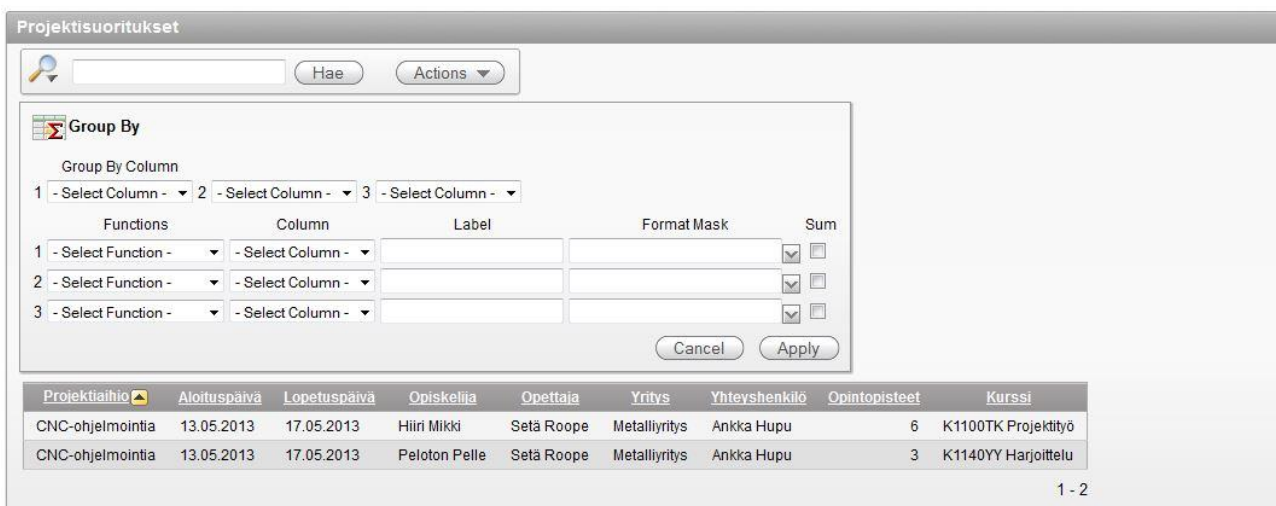 Projektisuoritukset
Hae Actions
Group By
Group By Column
1 - Select Column - 2 - Select Column - 3 - Select Column -
Functions Column Label Format Mask Sum
1 - Select Function - - Select Column -
2 - Select Function - - Select Column -
3 - Select Function - - Select Column -
Cancel Apply
Projektiaihio Aloituspäivä Lopetuspäivä Opiskelija Opettaja Yritys Yhteyshenkilö Opintopisteet Kurssi
CNC-ohjelmointia 13.05.2013 17.05.2013 Hiiri Mikki Setä Roope Metalliyritys Ankka Hupu 6 K1100TK Projektityö
CNC-ohjelmointia 13.05.2013 17.05.2013 Peloton Pelle Setä Roope Metalliyritys Ankka Hupu 3 K1140YY Harjoittelu
1 - 2